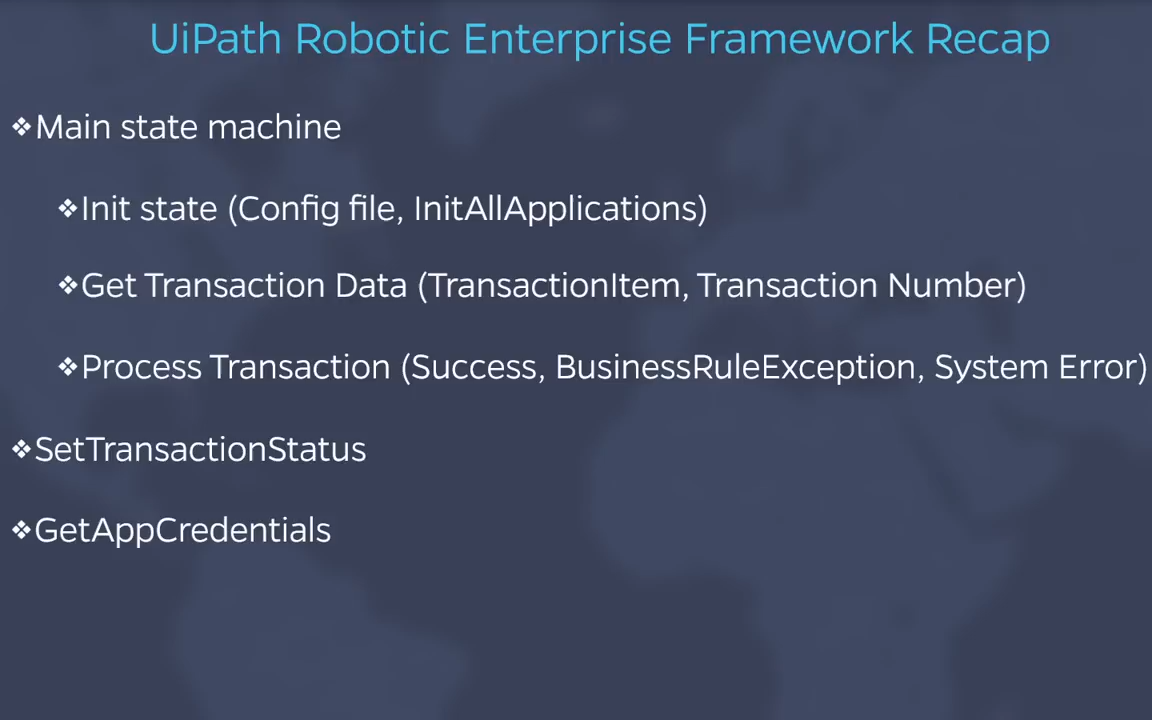 UiPath Robotic Enterprise Framework Recap
❖Main state machine
❖Init state (Config file, InitAllApplications)
❖Get Transaction Data (TransactionItem, Transaction Number)
❖Process Transaction (Success, BusinessRuleException, System Error)
❖SetTransactionStatus
❖GetAppCredentials